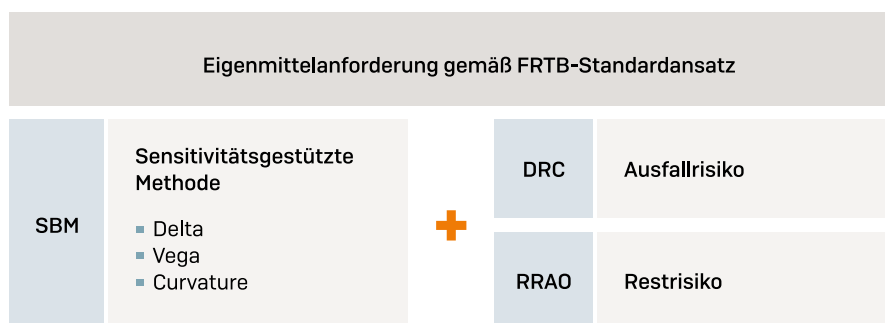 Eigenmittelanforderung gemäß FRTB-Standardansatz
SBM
Sensitivitätsgestützte
Methode
Delta
Vega
Curvature
+
DRC
Ausfallrisiko
RRAO
Restrisiko